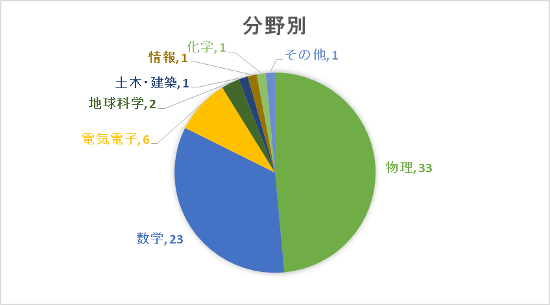 分野別
化学, 1
その他, 1
情報, 1
土木・建築, 1
地球科学, 2
電気電子, 6
物理, 33
数学, 23